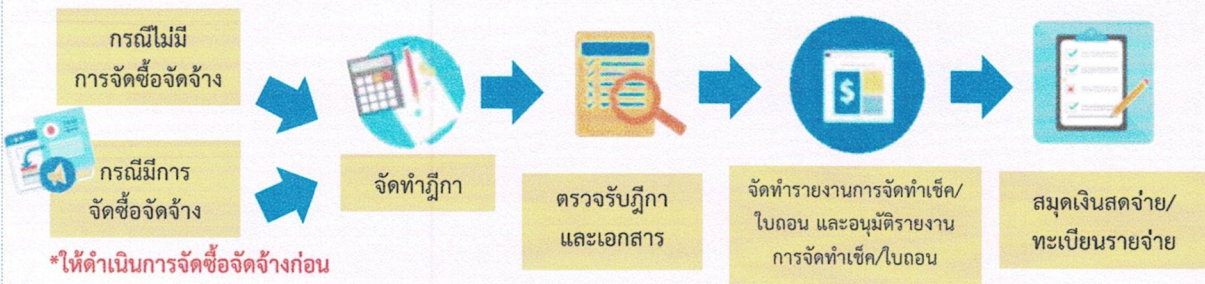 กรณีไม่มี
การจัดซื้อจัดจ้าง
กรณีมีการ
จัดซื้อจัดจ้าง
*ให้ดำเนินการจัดซื้อจัดจ้างก่อน
จัดทำฎีกา
ตรวจรับฎีกา
และเอกสาร
จัดทำรายงานการจัดทำเช็ค/
ใบถอน และอนุมัติรายงาน
การจัดทำเช็ค/ใบถอน
สมุดเงินสดจ่าย/
ทะเบียนรายจ่าย